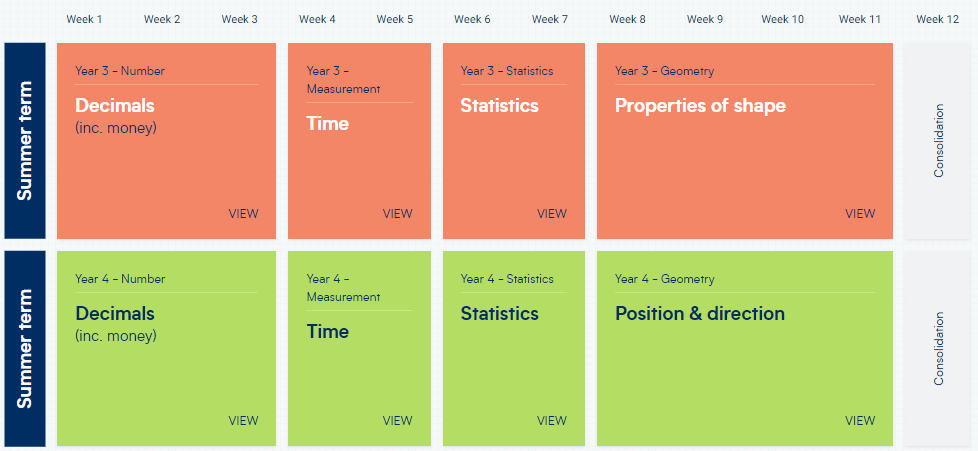 Week 1 Week 2 Week 3 Week 4 Week 5 Week 6 Week 7 Week 8 Week 9 Week 10 Week 11 Week 12
Summer term
Year 3 – Number
Decimals
(inc. money)
VIEW
Year 3 –
Measurement
Time
VIEW
Year 3 – Statistics
Statistics
VIEW
Year 3 – Geometry
Properties of shape
VIEW
Consolidation
Summer term
Year 4 – Number
Decimals
(inc. money)
VIEW
Year 4 –
Measurement
Time
VIEW
Year 4 – Statistics
Statistics
VIEW
Year 4 – Geometry
Position & direction
VIEW
Consolidation